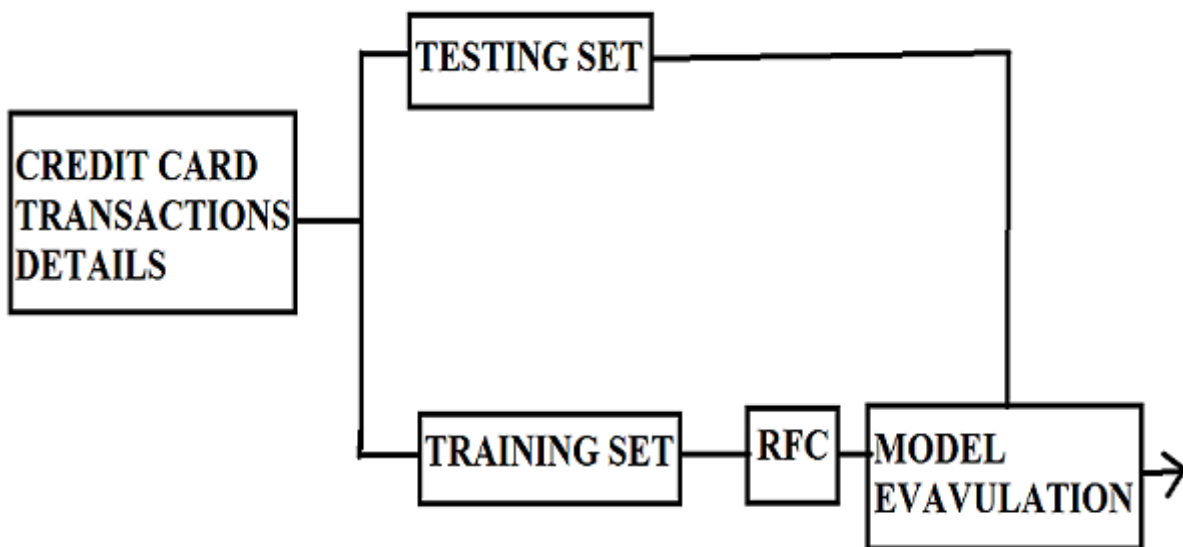 TESTING SET
CREDIT CARD
TRANSACTIONS
DETAILS
TRAINING SET
RFC
MODEL
EVAVULATION